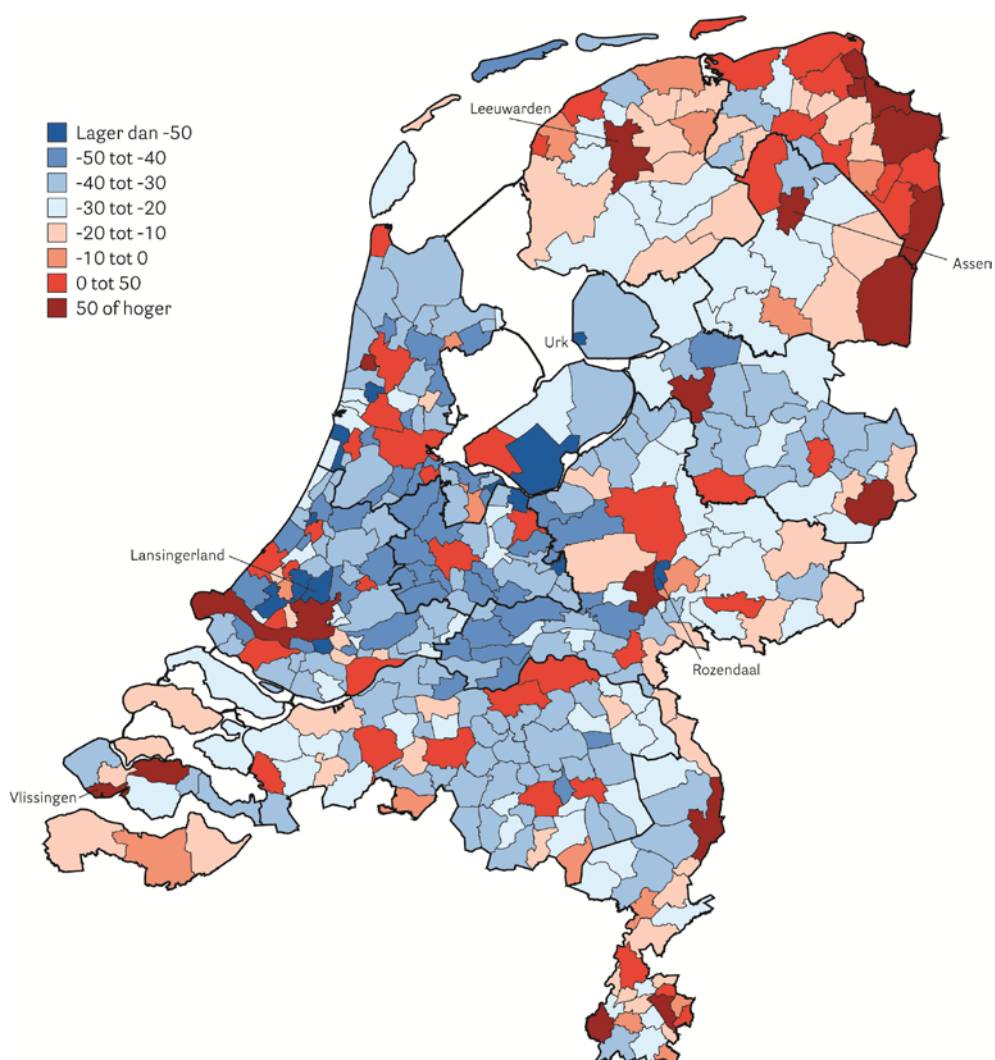 Leeuwarden
Lager dan -50
-50 tot -40
-40 tot -30
-30 tot -20
-20 tot -10
-10 tot 0
0 tot 50
50 of hoger
Assen
Urk
Lansingerland
Rozendaal
Vlissingen